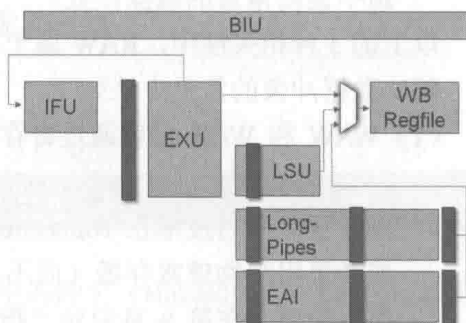 BIU
IFU
EXU
WB
Regfile
LSU
Long-
Pipes
EAI